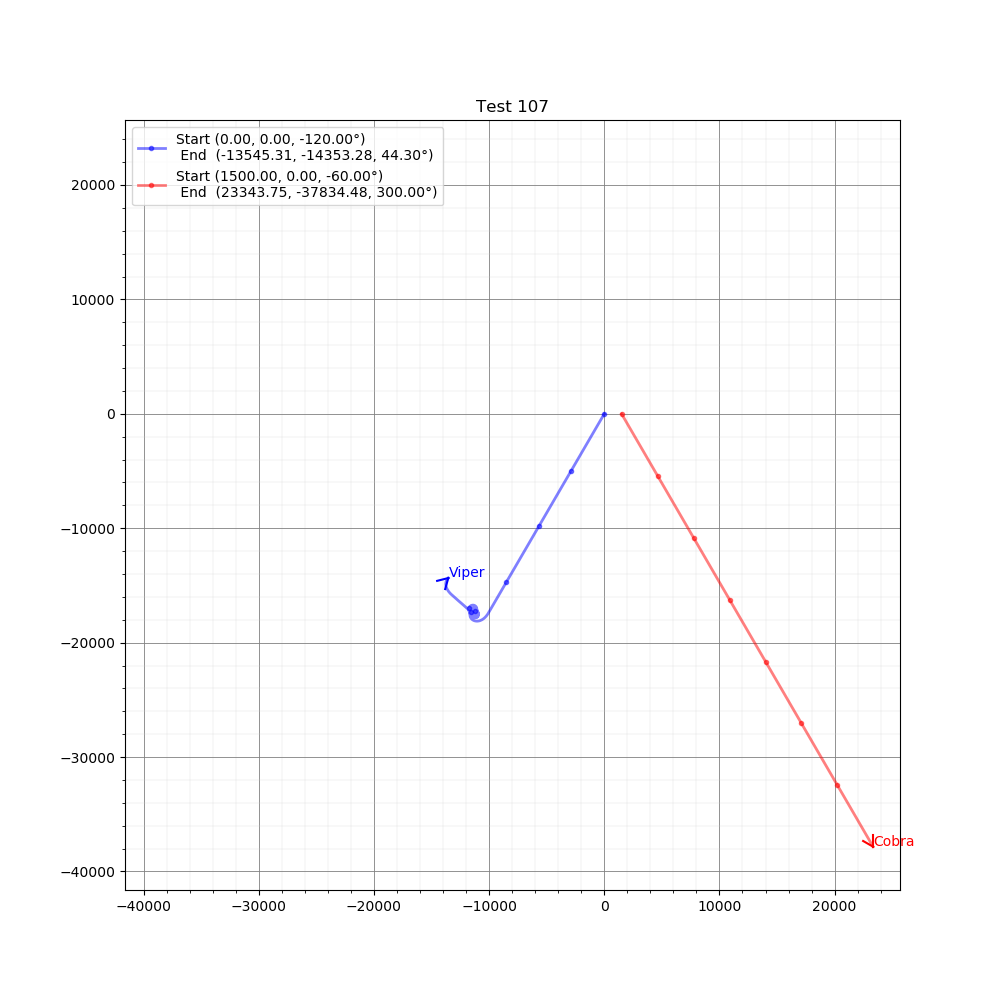 Test 107
Start (0.00, 0.00, -120.00°)
End (-13545.31, -14353.28, 44.30°)
Start (1500.00, 0.00, -60.00°)
End (23343.75, -37834.48, 300.00°)
20000
10000
0
−10000
−20000
−30000
−40000
Viper
Cobra
−40000 −30000 −20000 −10000 0 10000 20000